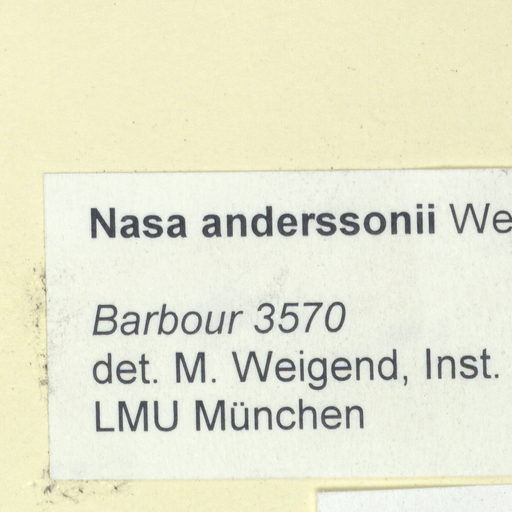 Nasa anderssonii We
Barbour 3570
det. M. Weigend, Inst.
LMU München